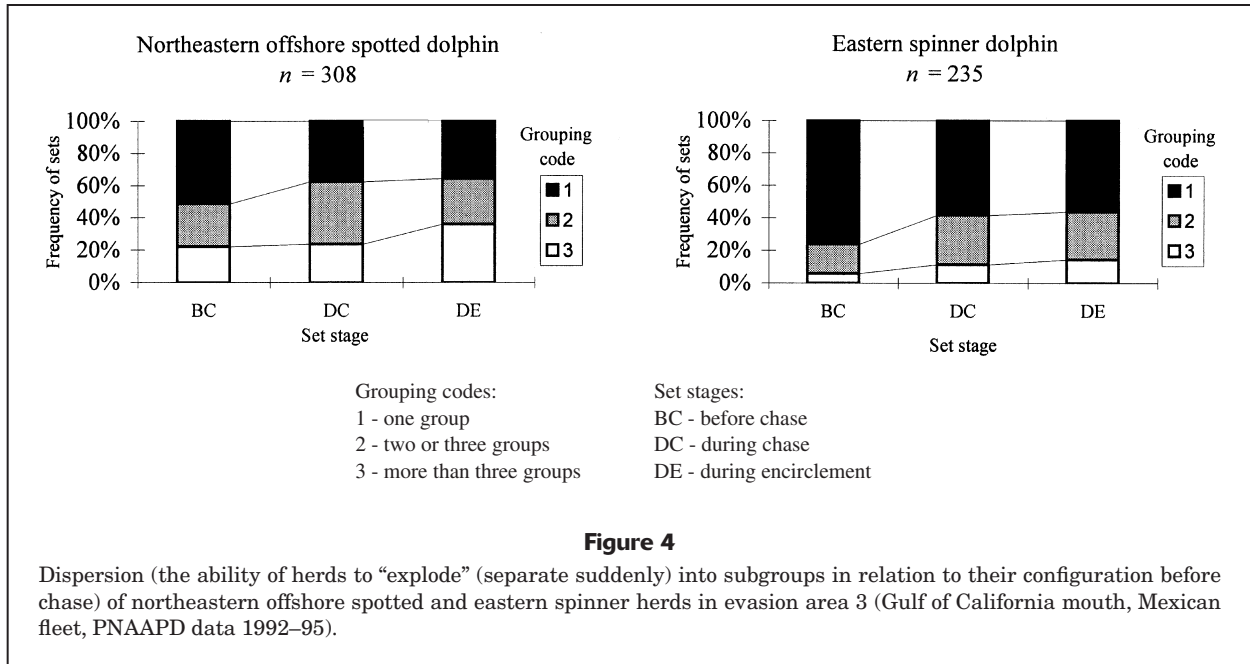 Northeastern offshore spotted dolphin
n = 308
100%
80%
60%
40%
20%
0%
Frequency of sets
BC
DC
DE
Set stage
Grouping
code
1
2
3
Eastern spinner dolphin
n = 235
100%
80%
60%
40%
20%
0%
Frequency of sets
BC
DC
DE
Set stage
Grouping
code
1
2
3
Grouping codes:
1 - one group
2 - two or three groups
3 - more than three groups
Set stages:
BC - before chase
DC - during chase
DE - during encirclement
Figure 4
Dispersion (the ability of herds to “explode” (separate suddenly) into subgroups in relation to their configuration before
chase) of northeastern offshore spotted and eastern spinner herds in evasion area 3 (Gulf of California mouth, Mexican
fleet, PNAAPD data 1992–95).